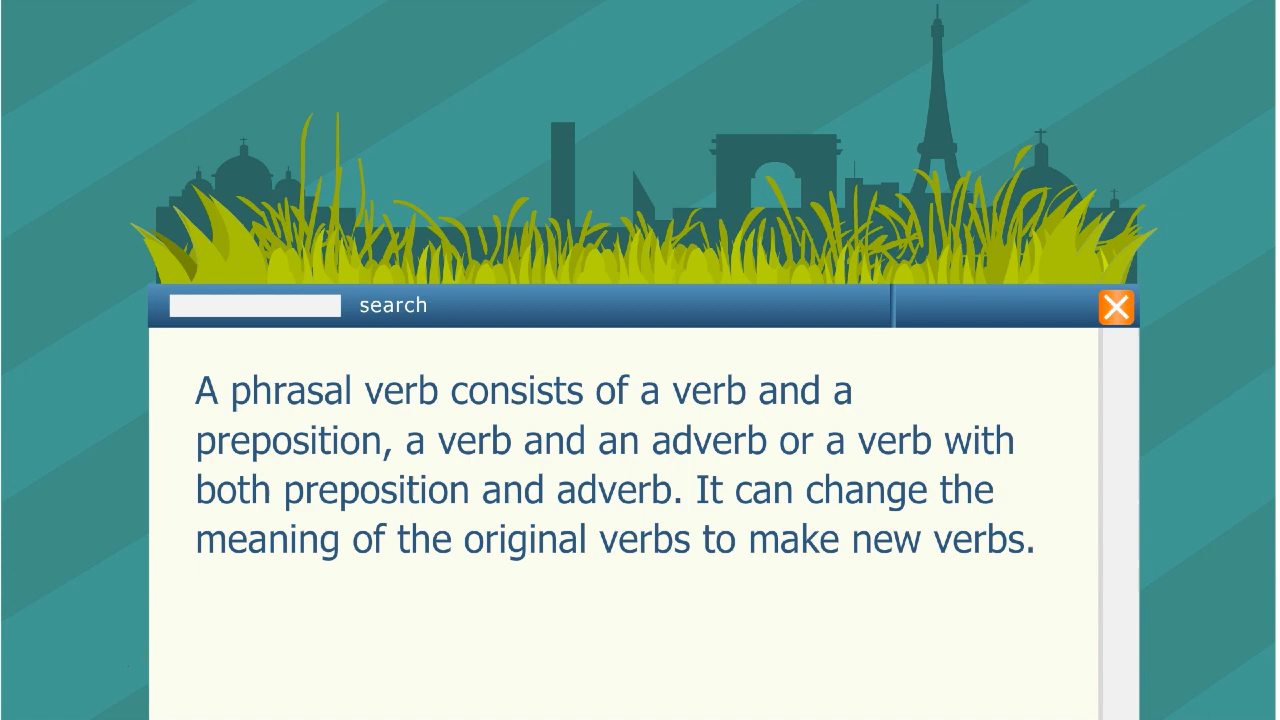 search
A phrasal verb consists of a verb and a
preposition, a verb and an adverb or a verb with
both preposition and adverb. It can change the
meaning of the original verbs to make new verbs.